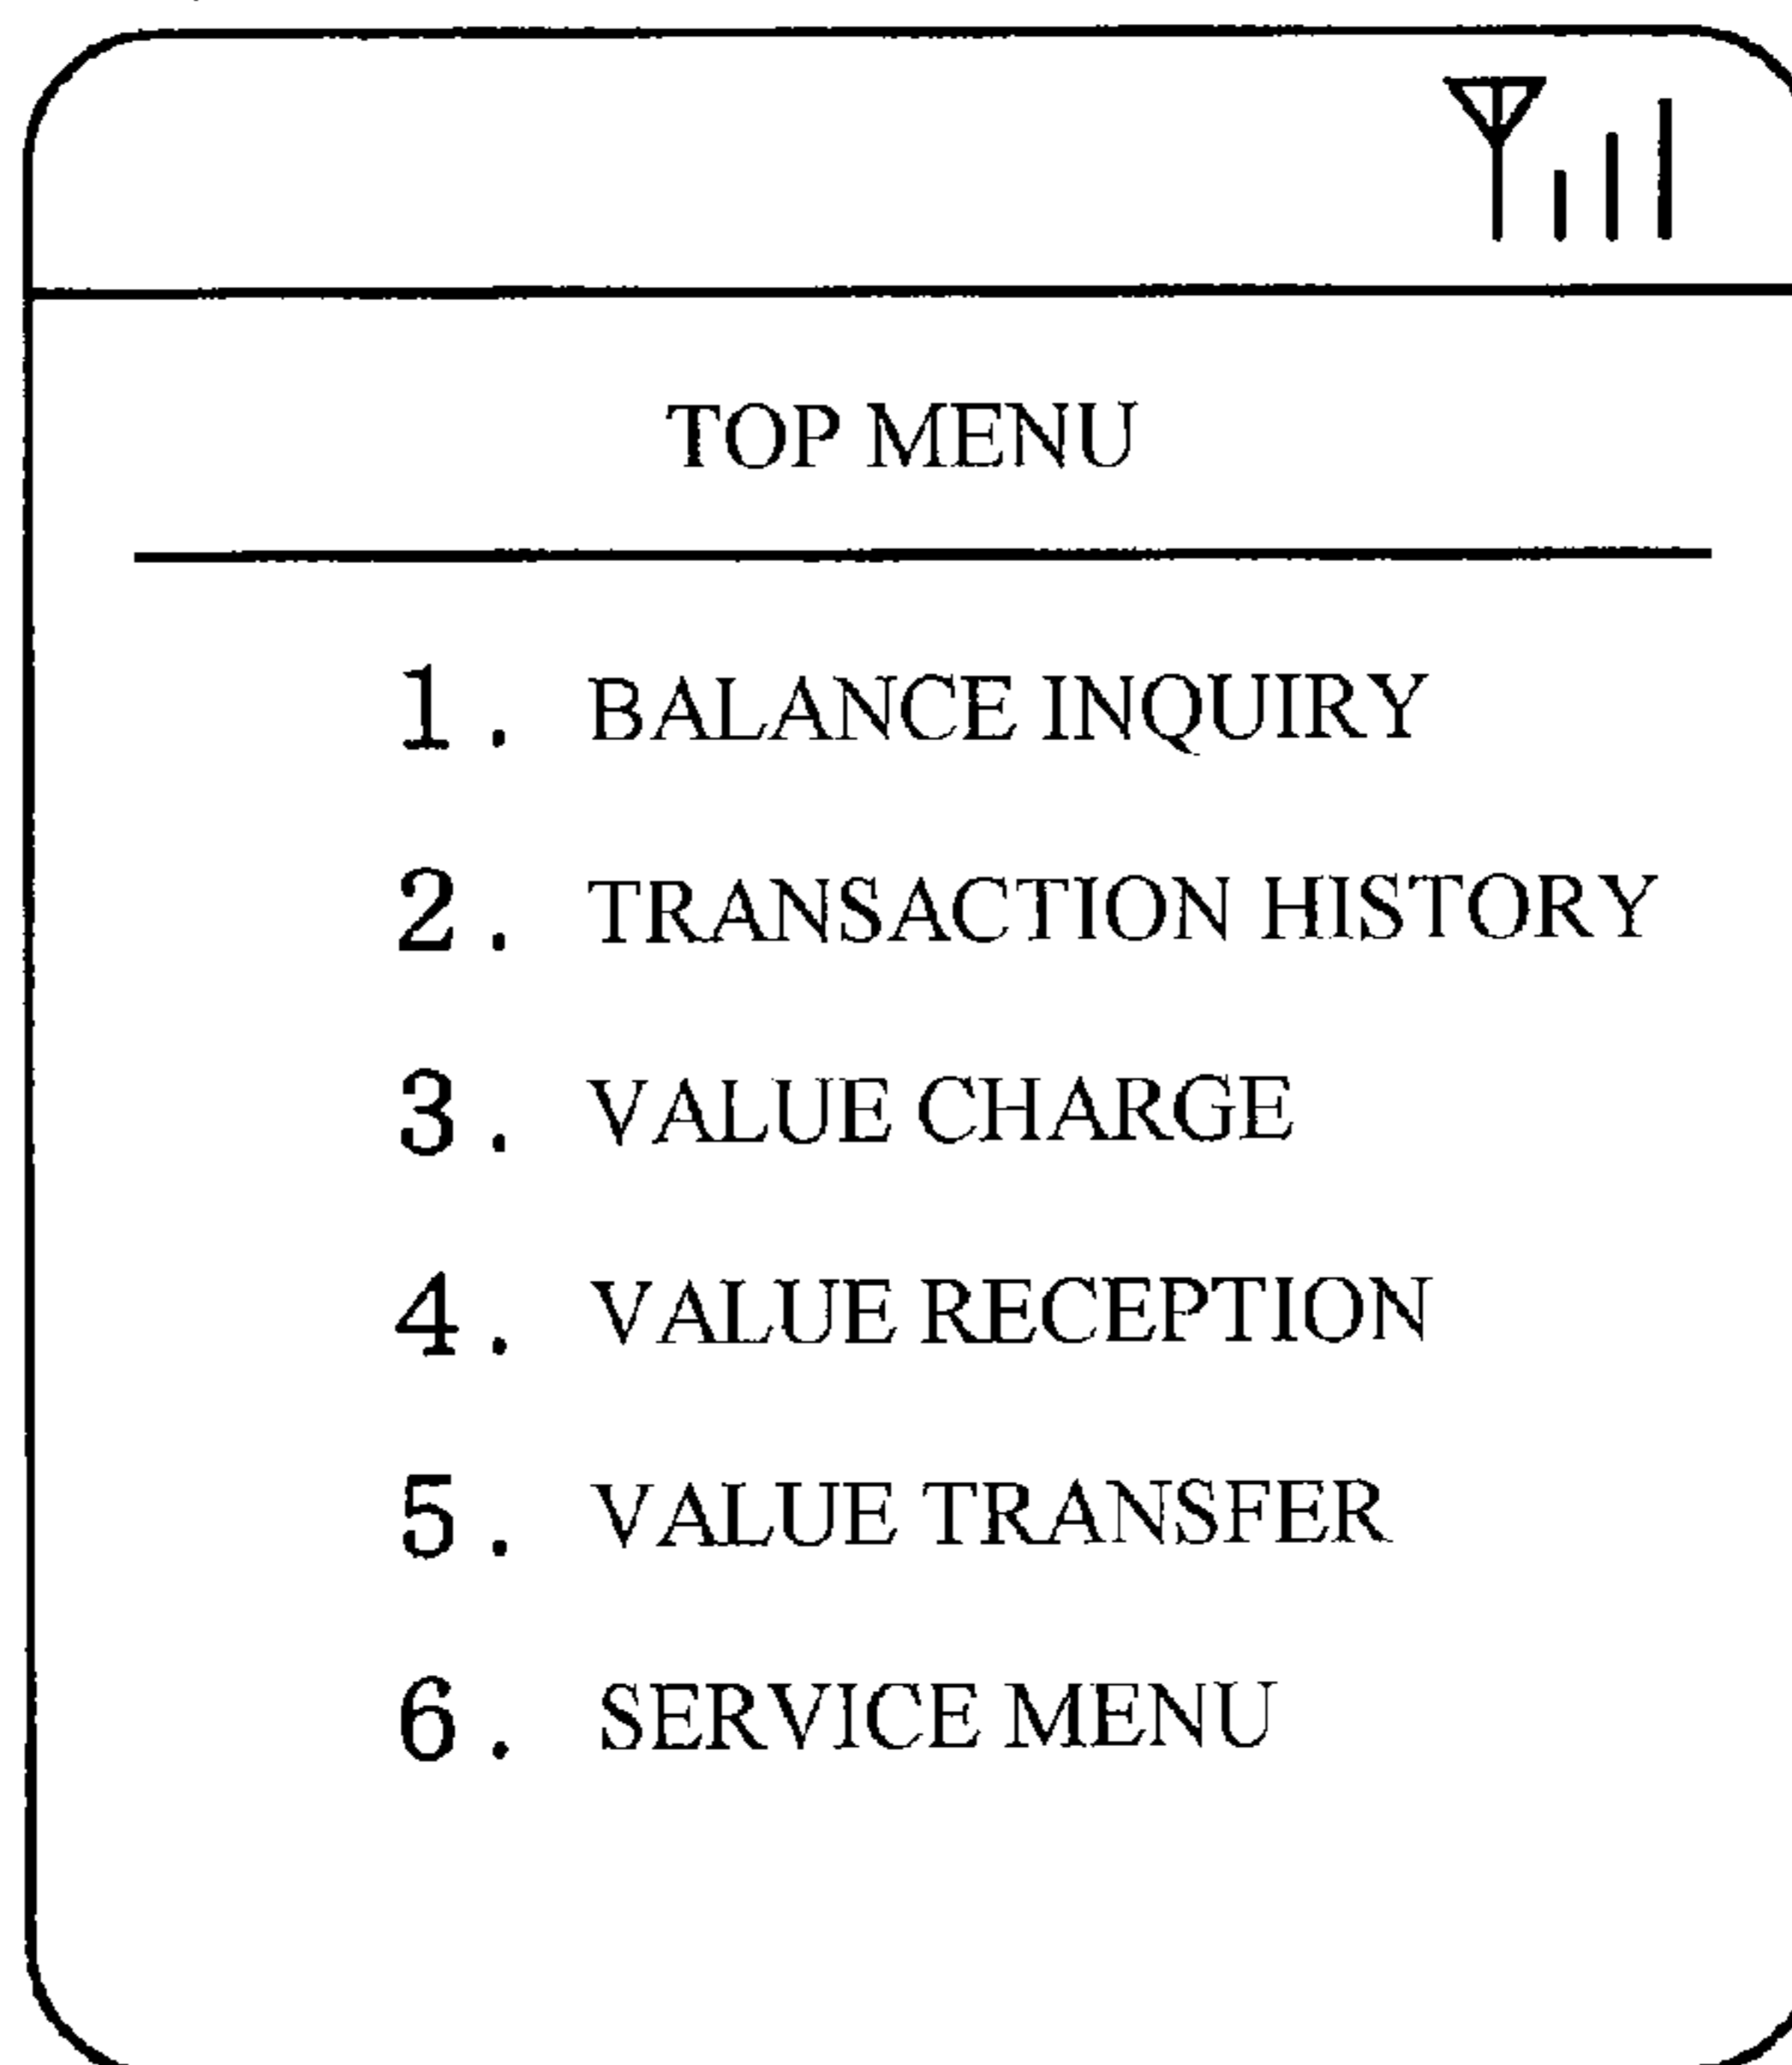 TOP MENU
1. BALANCE INQUIRY
2. TRANSACTION HISTORY
3. VALUE CHARGE
4. VALUE RECEPTION
5. VALUE TRANSFER
6. SERVICE MENU